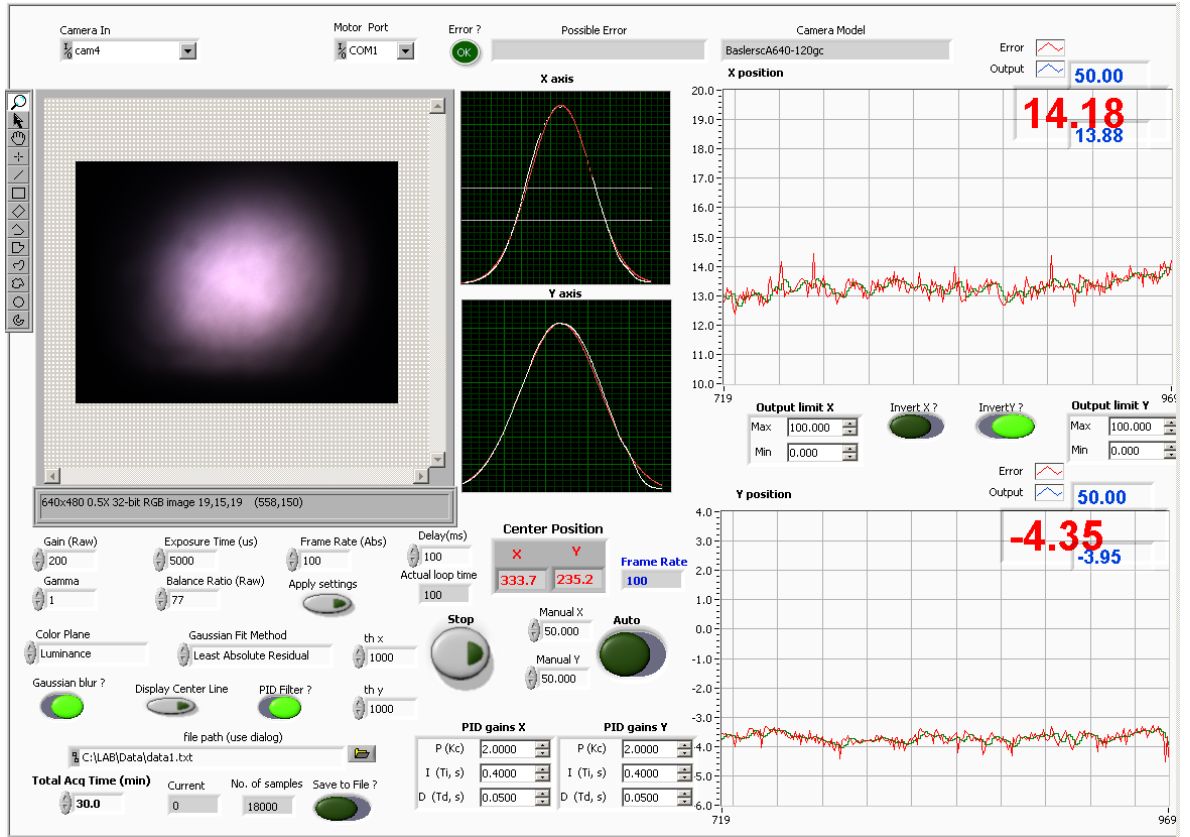 Camera In
cam4
Motor Port
COM1
Error ?
OK
Possible Error
Camera Model
BaslerscA640-120gc
Error
Output
50.00
14.18
13.88
X axis
Y axis
X position
20.0
19.0
18.0
17.0
16.0
15.0
14.0
13.0
12.0
11.0
10.0
719
969
640x480 0.5X 32-bit RGB image 19,15,19 (558,150)
Output limit X
Max 100.000
Min 0.000
Invert X ?
InvertY ?
Output limit Y
Max 100.000
Min 0.000
Error
Output
50.00
-4.35
-3.95
Y position
4.0
3.0
2.0
1.0
0.0
-1.0
-2.0
-3.0
-4.0
-5.0
-6.0
719
969
Gain (Raw)
200
Exposure Time (us)
5000
Frame Rate (Abs)
100
Delay(ms)
100
Gamma
1
Balance Ratio (Raw)
77
Apply settings
Actual loop time
100
Center Position
X Y
333.7 235.2
Frame Rate
100
Color Plane
Luminance
Gaussian Fit Method
Least Absolute Residual
th x
1000
Stop
Manual X
50.000
Auto
Manual Y
50.000
Gaussian blur ?
Display Center Line
PID Filter ?
th y
1000
file path (use dialog)
C:\LAB\Data\data1.txt
Total Acq Time (min)
30.0
Current
0
No. of samples
18000
Save to File ?
PID gains X
P (Kc) 2.0000
I (Ti, s) 0.4000
D (Td, s) 0.0500
PID gains Y
P (Kc) 2.0000
I (Ti, s) 0.4000
D (Td, s) 0.0500